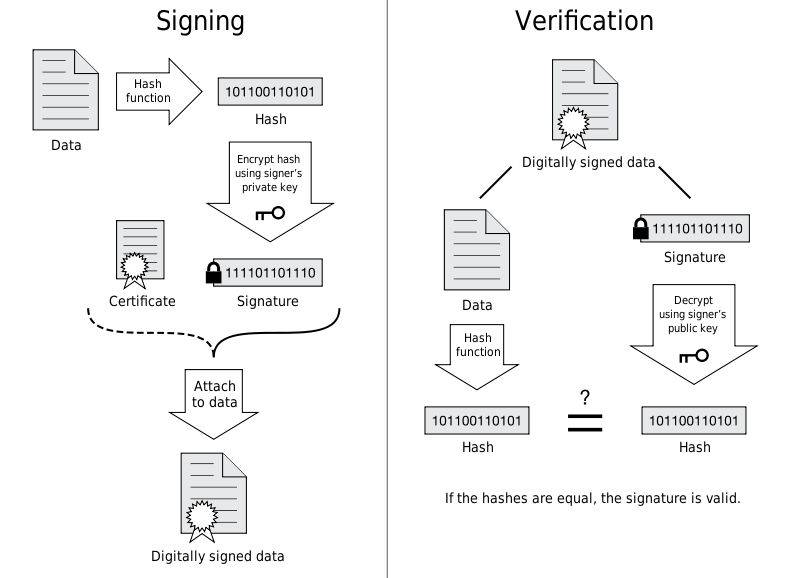 Signing
Hash
function
101100110101
Hash
Data
Encrypt hash
using signer's
private key
Certificate
111101101110
Signature
Attach
to data
Digitally signed data
Verification
Digitally signed data
Data
111101101110
Signature
Hash
function
Decrypt
using signer's
public key
101100110101
Hash
?
101100110101
Hash
If the hashes are equal, the signature is valid.